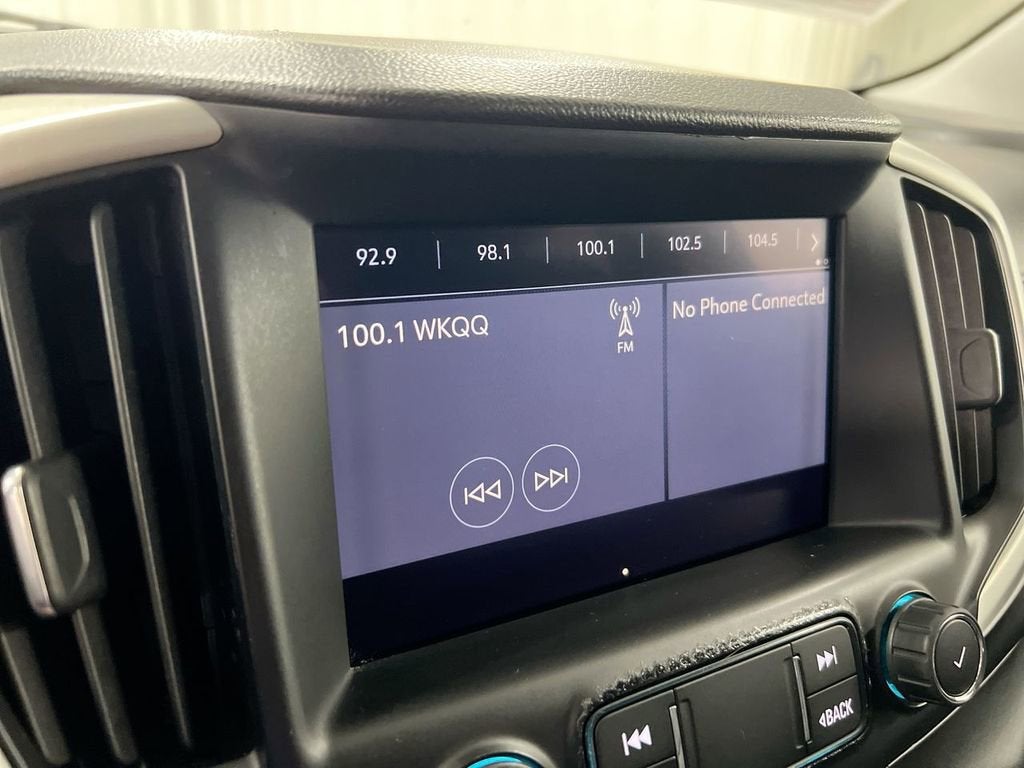 92.9 98.1 100.1 102.5 104.5
100.1 WKQQ
FM
No Phone Connected
BACK